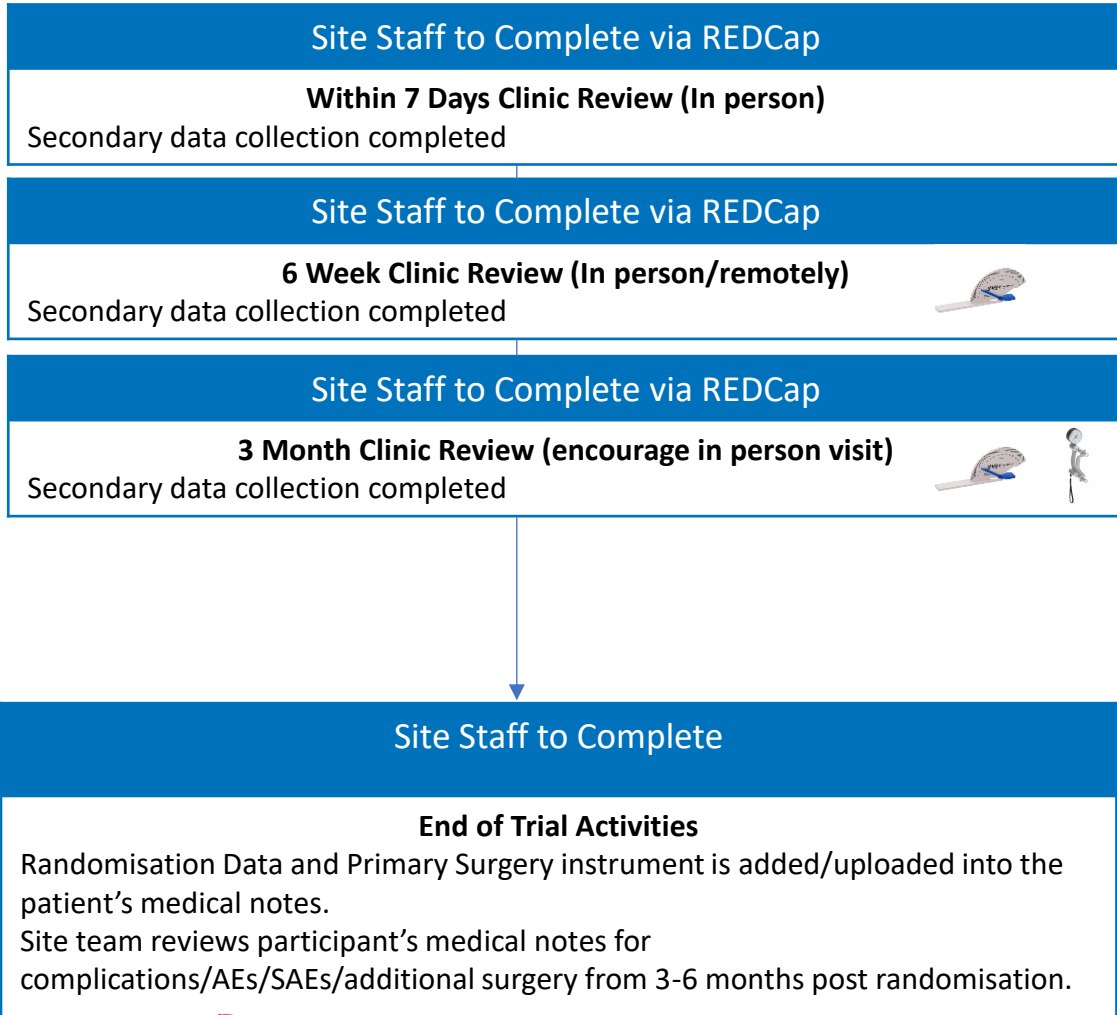 Site Staff to Complete via REDCap
Within 7 Days Clinic Review (In person)
Secondary data collection completed
Site Staff to Complete via REDCap
6 Week Clinic Review (In person/remotely)
Secondary data collection completed
Site Staff to Complete via REDCap
3 Month Clinic Review (encourage in person visit)
Secondary data collection completed
Site Staff to Complete
End of Trial Activities
Randomisation Data and Primary Surgery instrument is added/uploaded into the
patient’s medical notes.
Site team reviews participant’s medical notes for
complications/AEs/SAEs/additional surgery from 3-6 months post randomisation.